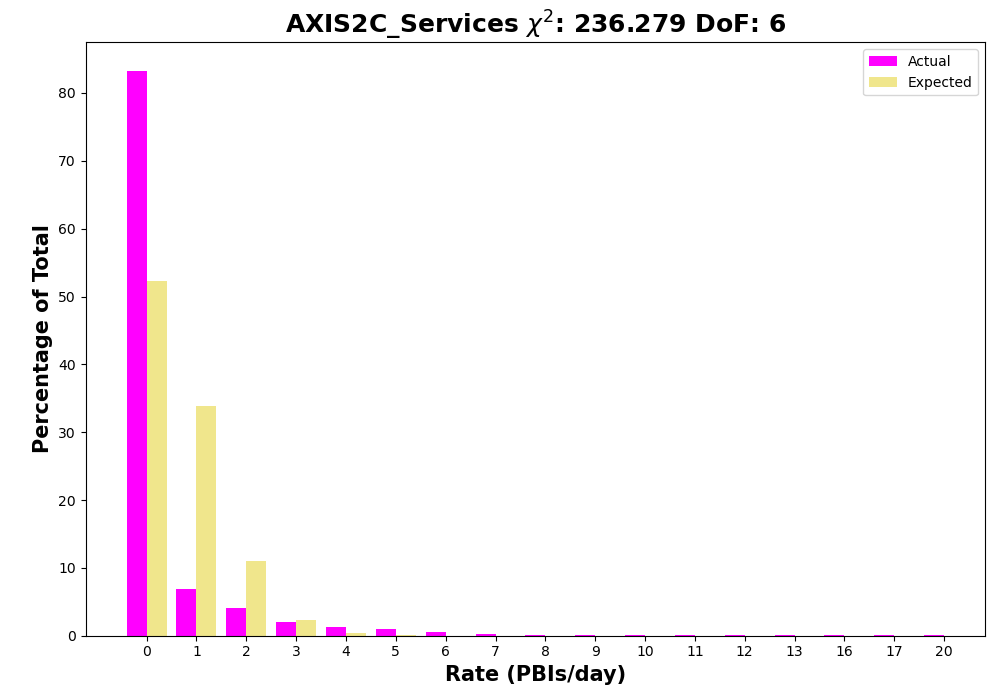 AXIS2C_Services χ²: 236.279 DoF: 6
Actual
Expected
Percentage of Total
80
70
60
50
40
30
20
10
0
0 1 2 3 4 5 6 7 8 9 10 11 12 13 16 17 20
Rate (PBIs/day)